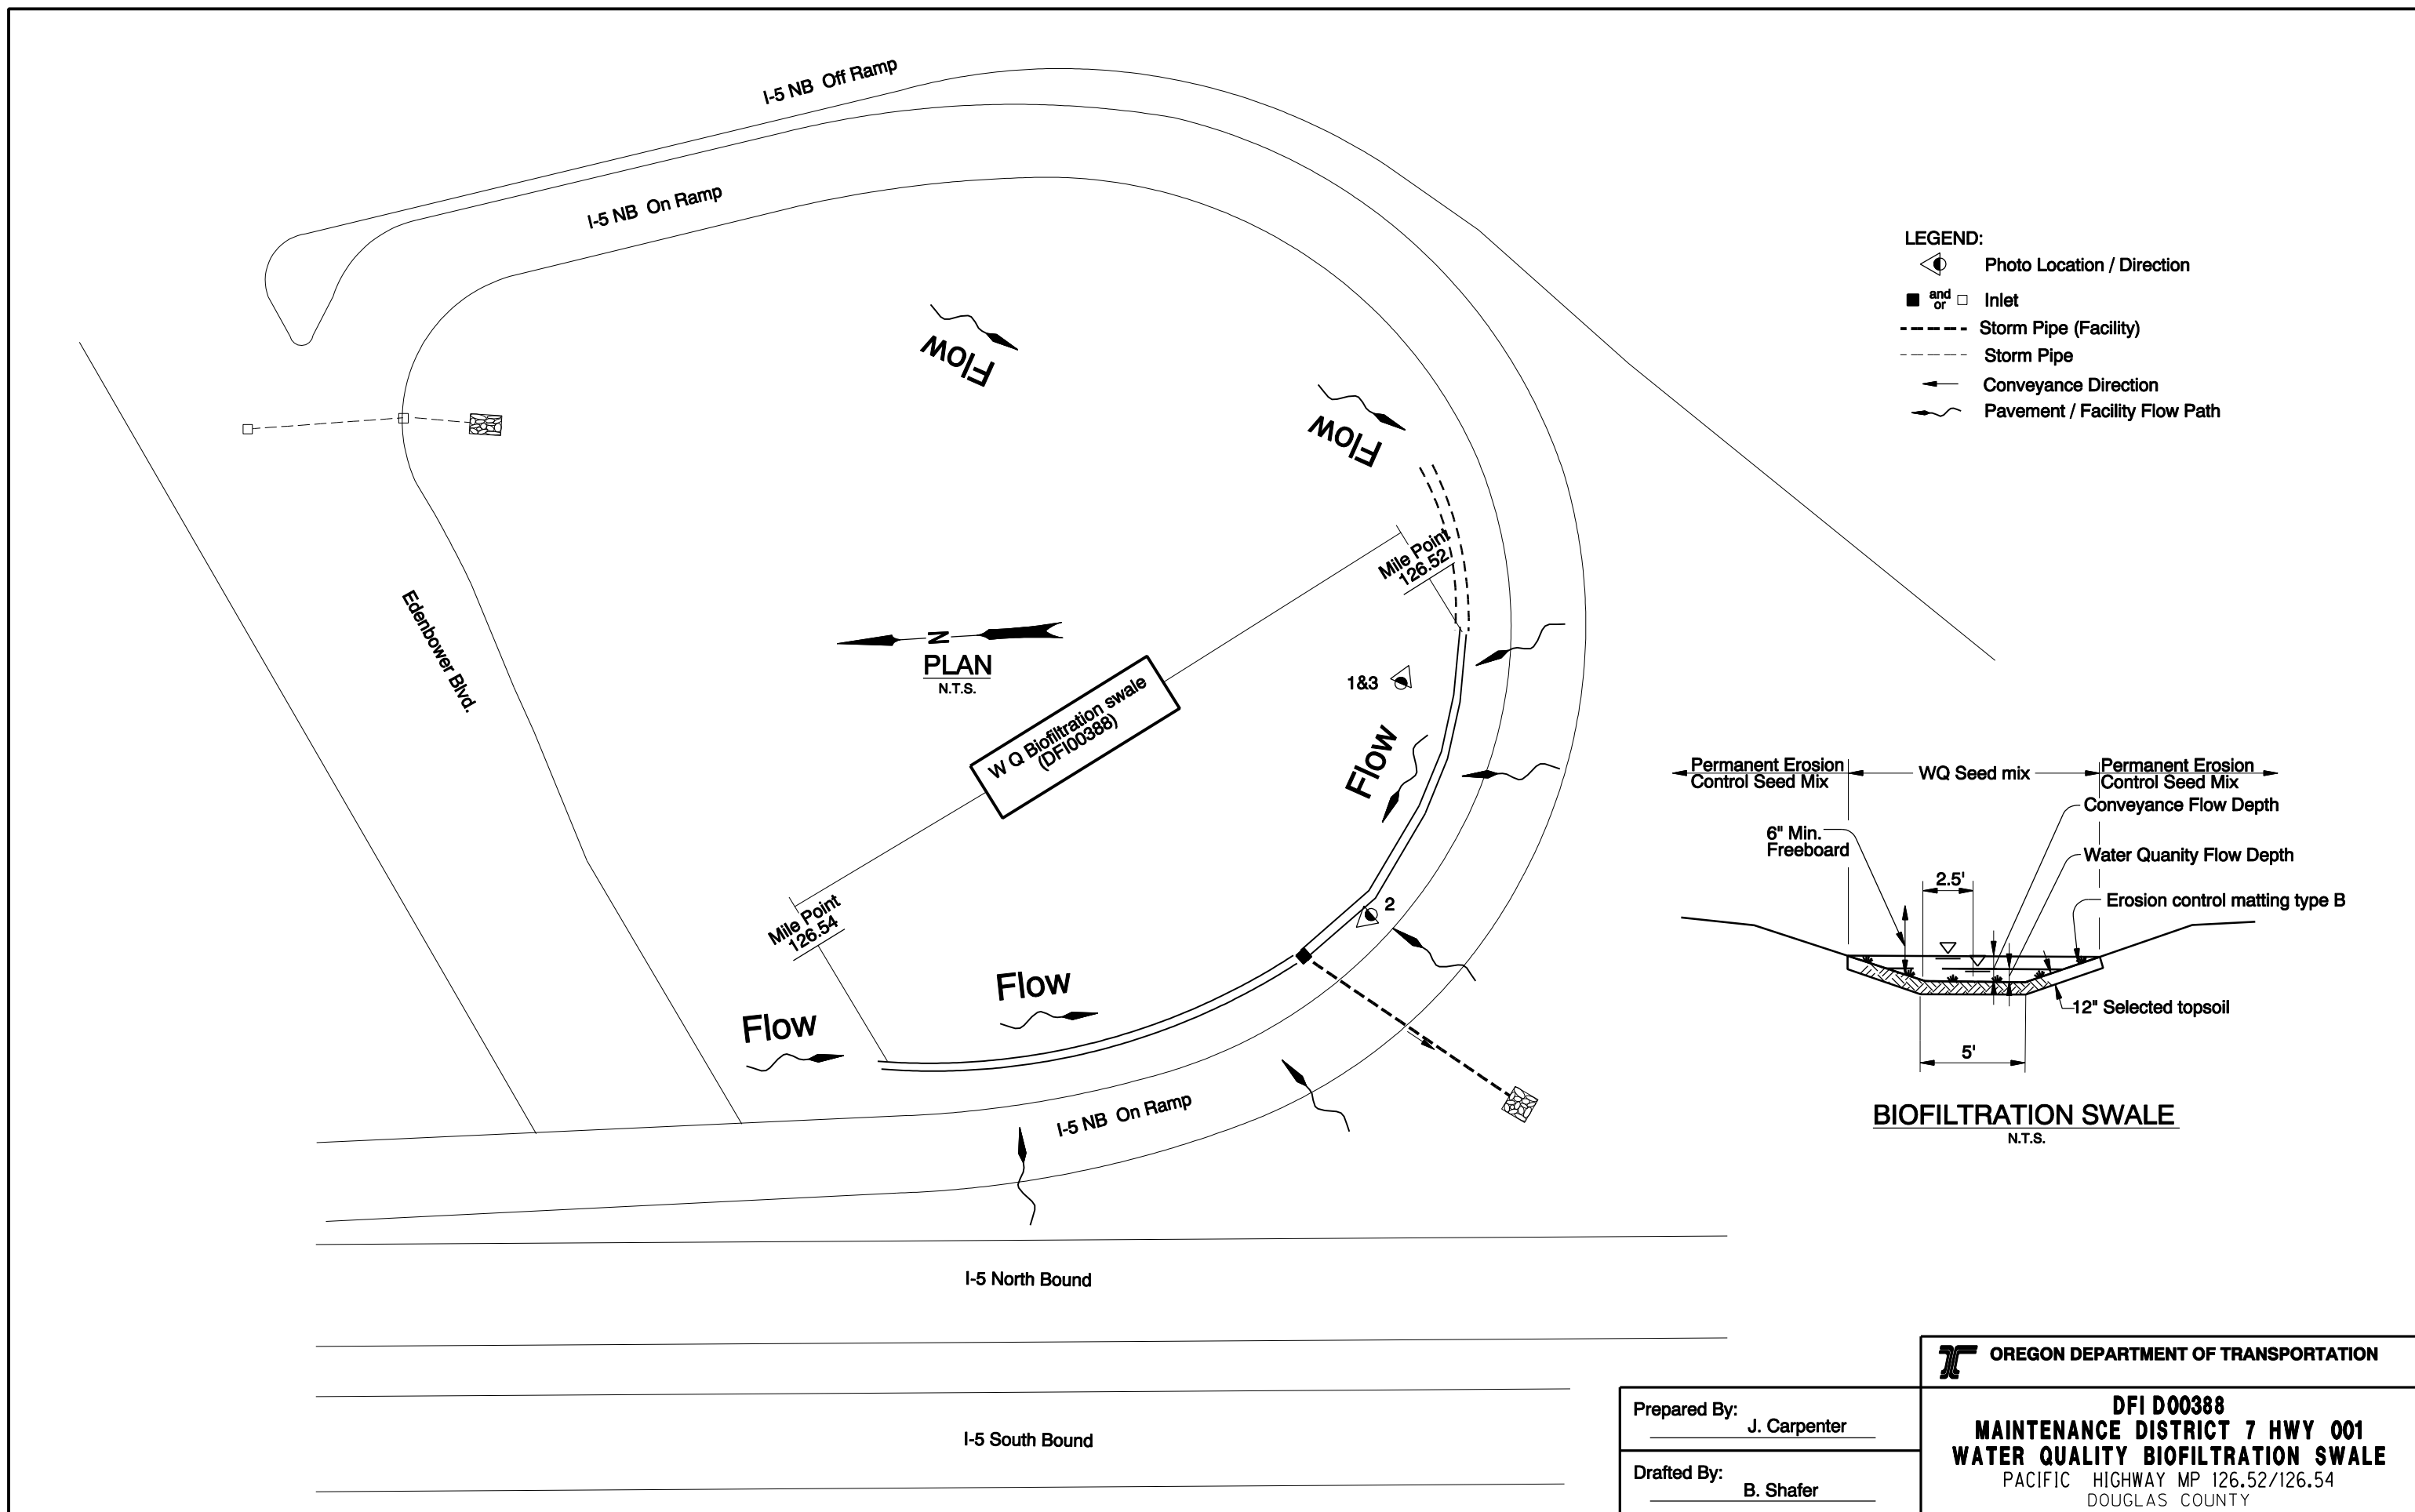 I-5 NB Off Ramp
I-5 NB On Ramp
Flow
Flow
LEGEND:
Photo Location / Direction
and
or
Inlet
Storm Pipe (Facility)
Storm Pipe
Conveyance Direction
Pavement / Facility Flow Path
Edenbower Blvd.
Mile Point
126.52
N
PLAN
N.T.S.
W Q Biofiltration swale
(DFI00388)
1&3
Flow
2
Mile Point
126.54
Flow
Flow
I-5 NB On Ramp
I-5 North Bound
I-5 South Bound
Permanent Erosion
Control Seed Mix
WQ Seed mix
Permanent Erosion
Control Seed Mix
Conveyance Flow Depth
6" Min.
Freeboard
Water Quanity Flow Depth
2.5'
Erosion control matting type B
12" Selected topsoil
5'
BIOFILTRATION SWALE
N.T.S.
OREGON DEPARTMENT OF TRANSPORTATION
Prepared By:
J. Carpenter
Drafted By:
B. Shafer
DFI D00388
MAINTENANCE DISTRICT 7 HWY 001
WATER QUALITY BIOFILTRATION SWALE
PACIFIC HIGHWAY MP 126.52/126.54
DOUGLAS COUNTY